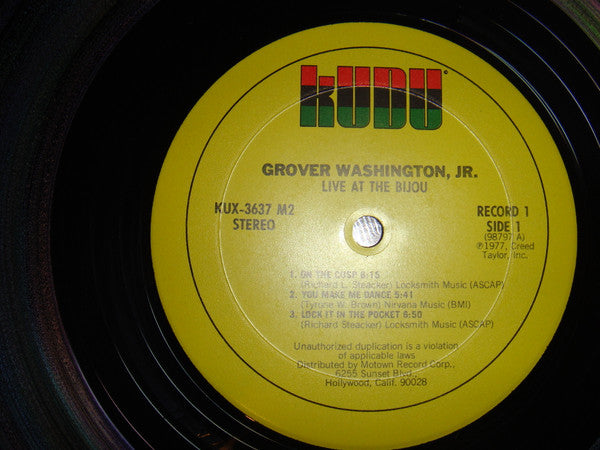 KUDU
GROVER WASHINGTON, JR.
LIVE AT THE BIJOU
KUX-3637 M2
STEREO
RECORD 1
SIDE 1
(98797 A)
℗1977, Creed
Taylor, Inc.
1. ON THE CUSP 6:15
(Richard L. Steacker) Locksmith Music (ASCAP)
2. YOU MAKE ME DANCE 5:41
(Tyrone W. Brown) Nirvana Music (BMI)
3. LOCK IT IN THE POCKET 6:50
(Richard Steacker) Locksmith Music (ASCAP)
Unauthorized duplication is a violation
of applicable laws
Distributed by Motown Record Corp.,
6255 Sunset Blvd.,
Hollywood, Calif. 90028